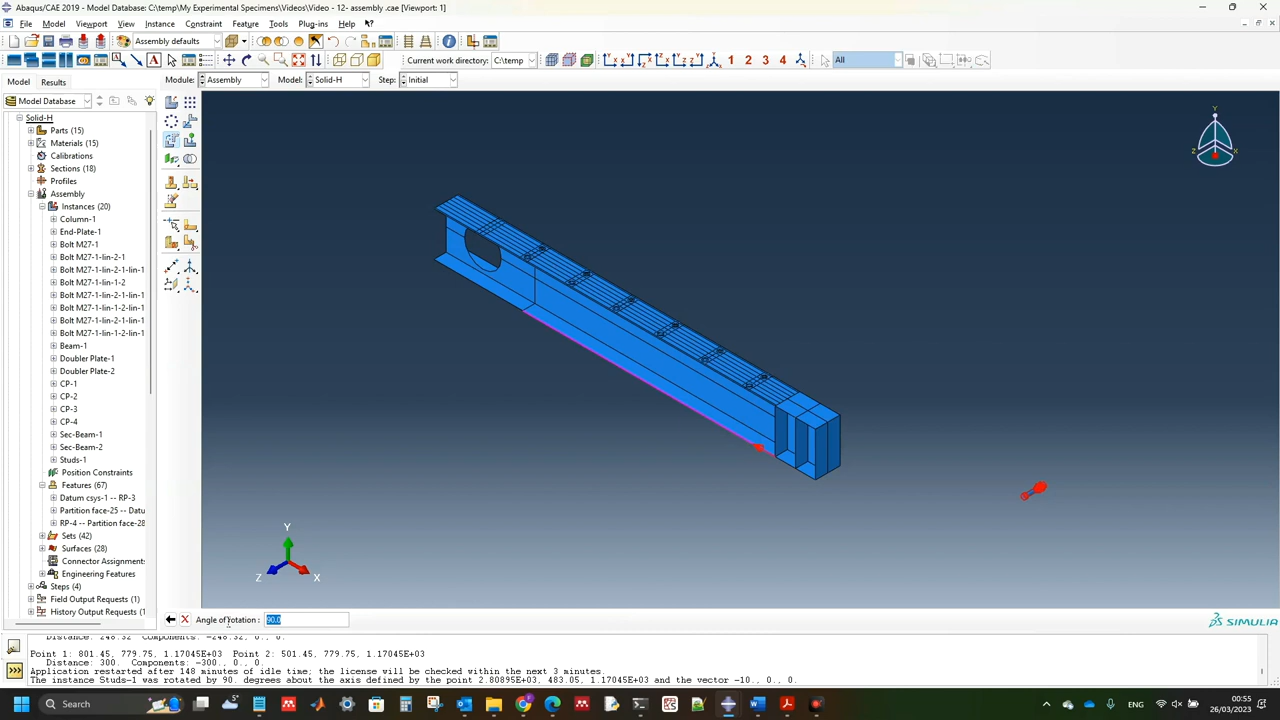 Abaqus/CAE 2019 - Model Database: C:\temp\My Experimental Specimens\Videos\Video - 12- assembly .cae [Viewport: 1]
File Model Viewport View Instance Constraint Feature Tools Plug-ins Help
Assembly defaults
Current work directory: C:\temp
1 2 3 4
All
Model Results
Module: Assembly Model: Solid-H Step: Initial
Model Database
Solid-H
Parts (15)
Materials (15)
Calibrations
Sections (18)
Profiles
Assembly
Instances (20)
Column-1
End-Plate-1
Bolt M27-1
Bolt M27-1-lin-2-1
Bolt M27-1-lin-2-1-lin-1
Bolt M27-1-lin-1-2
Bolt M27-1-lin-2-1-lin-1
Bolt M27-1-lin-1-2-lin-1
Bolt M27-1-lin-2-1-lin-1
Bolt M27-1-lin-1-2-lin-1
Beam-1
Doubler Plate-1
Doubler Plate-2
CP-1
CP-2
CP-3
CP-4
Sec-Beam-1
Sec-Beam-2
Studs-1
Position Constraints
Features (67)
Datum csys-1 -- RP-3
Partition face-25 -- Datu
RP-4 -- Partition face-28
Sets (42)
Surfaces (28)
Connector Assignments
Engineering Features
Steps (4)
Field Output Requests (1)
History Output Requests (1
Y
Z
X
Y
Z
X
Angle of rotation : 90.0
SIMULIA
Distance: 248.32 Components: -248.32, 0., 0.
Point 1: 801.45, 779.75, 1.17045E+03 Point 2: 501.45, 779.75, 1.17045E+03
Distance: 300. Components: -300., 0., 0.
Application restarted after 148 minutes of idle time; the license will be checked within the next 3 minutes.
The instance Studs-1 was rotated by 90. degrees about the axis defined by the point 2.80895E+03, 483.05, 1.17045E+03 and the vector -10., 0., 0.
Search
00:55
26/03/2023